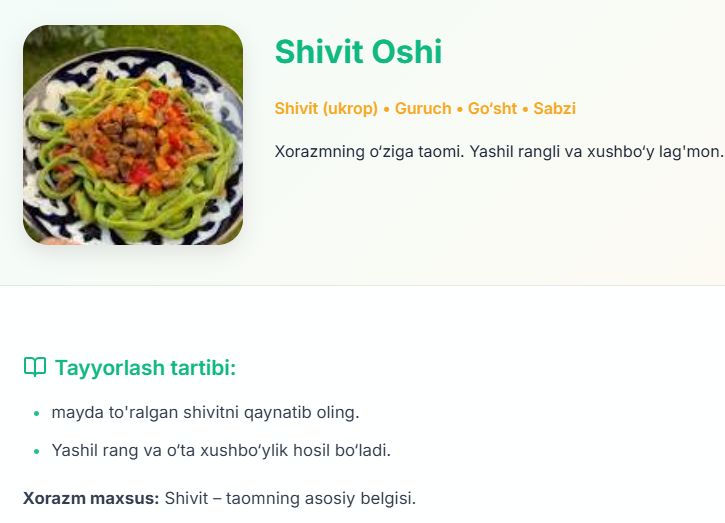 Shivit Oshi
Shivit (ukrop) • Guruch • Go‘sht • Sabzi
Xorazmning o‘ziga taomi. Yashil rangli va xushbo‘y lag'mon.
Tayyorlash tartibi:
• mayda to'ralgan shivitni qaynatib oling.
• Yashil rang va o‘ta xushbo‘ylik hosil bo‘ladi.
Xorazm maxsus: Shivit – taomning asosiy belgisi.